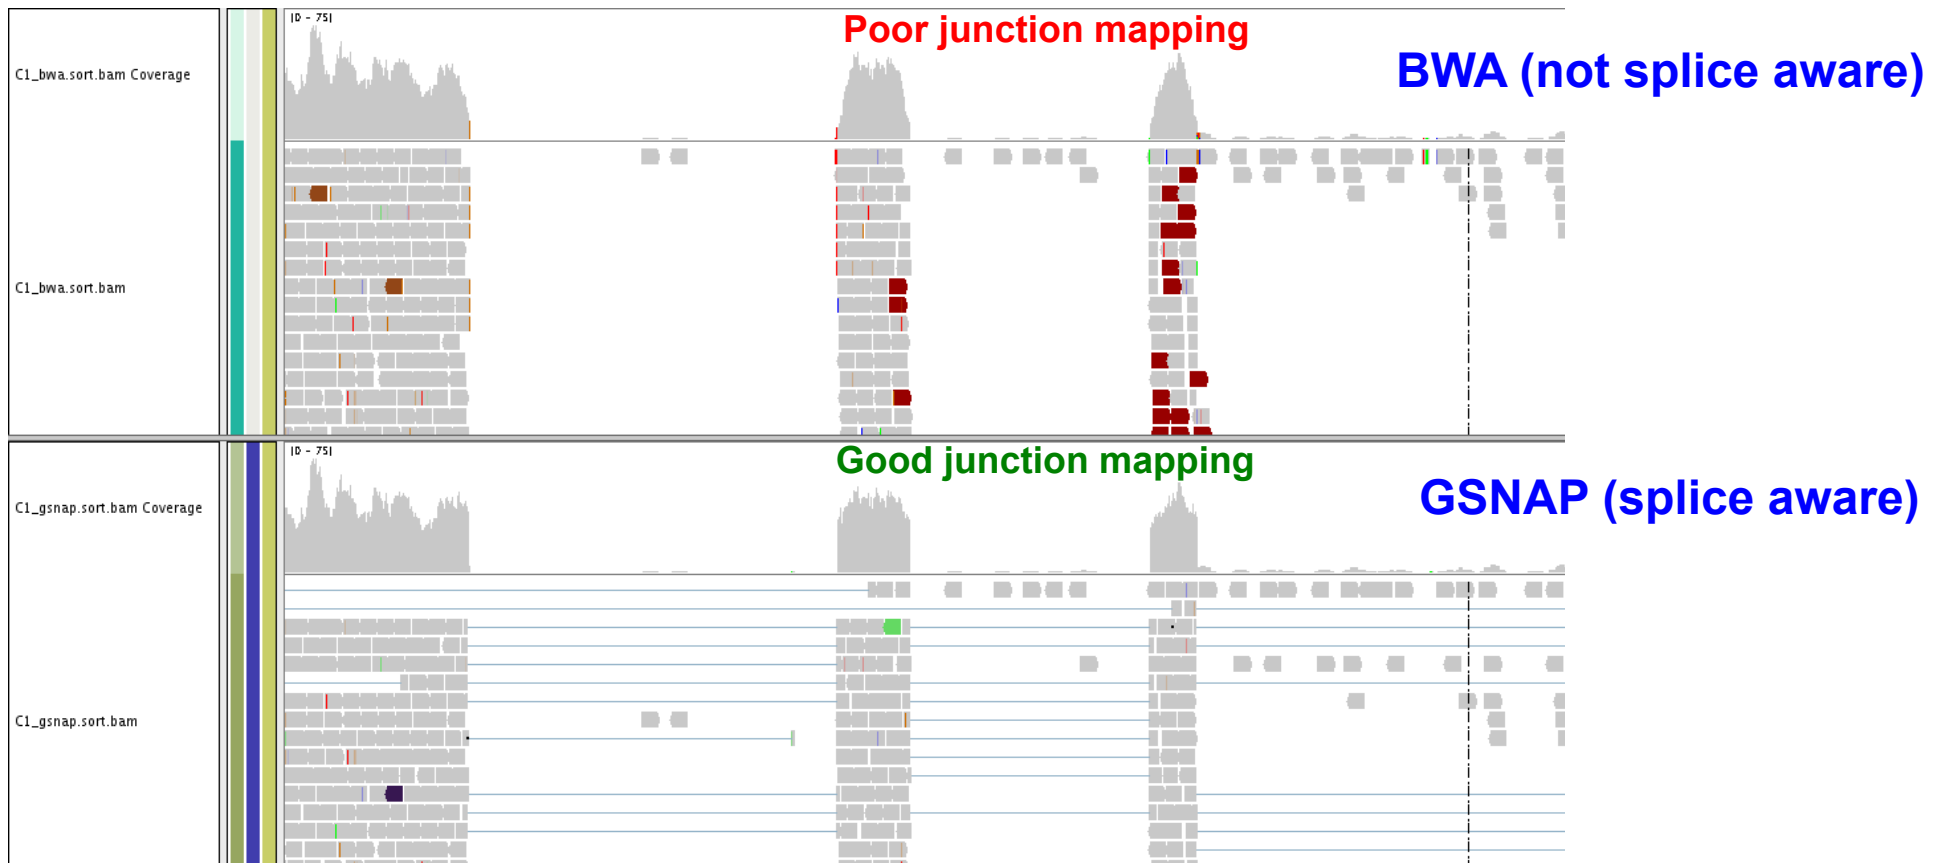 [0 - 75]
Poor junction mapping
BWA (not splice aware)
C1_bwa.sort.bam Coverage
C1_bwa.sort.bam
[0 - 75]
Good junction mapping
GSNAP (splice aware)
C1_gsnap.sort.bam Coverage
C1_gsnap.sort.bam